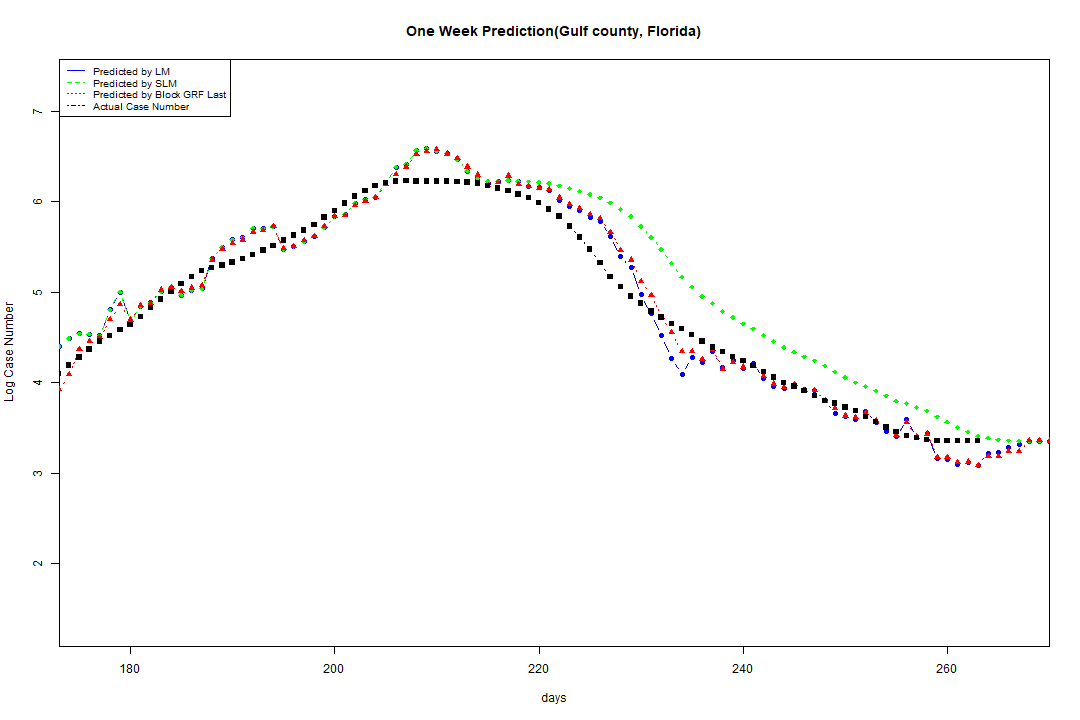 One Week Prediction(Gulf county, Florida)
Predicted by LM
Predicted by SLM
Predicted by Block GRF Last
Actual Case Number
Log Case Number
7
6
5
4
3
2
180 200 220 240 260
days